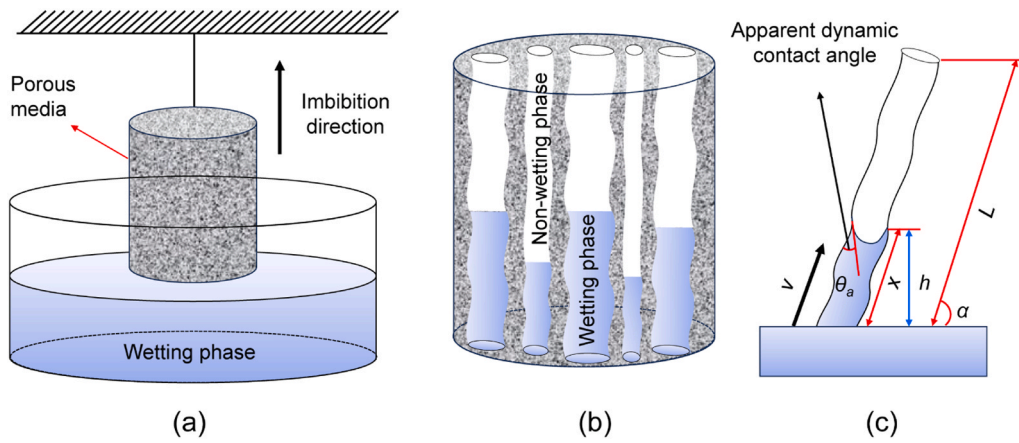 Porous
media
Imbibition
direction
Wetting phase
(a)
Non-wetting phase
Wetting phase
(b)
Apparent dynamic
contact angle
v
θa
x
h
L
α
(c)